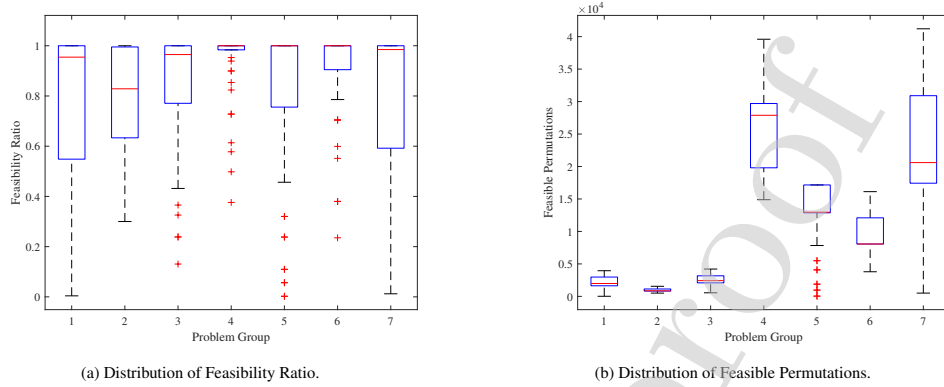 1
0.8
0.6
0.4
0.2
0
Feasibility Ratio
1 2 3 4 5 6 7
Problem Group
(a) Distribution of Feasibility Ratio.
×10⁴
4
3.5
3
2.5
2
1.5
1
0.5
0
Feasible Permutations
1 2 3 4 5 6 7
Problem Group
(b) Distribution of Feasible Permutations.
proof